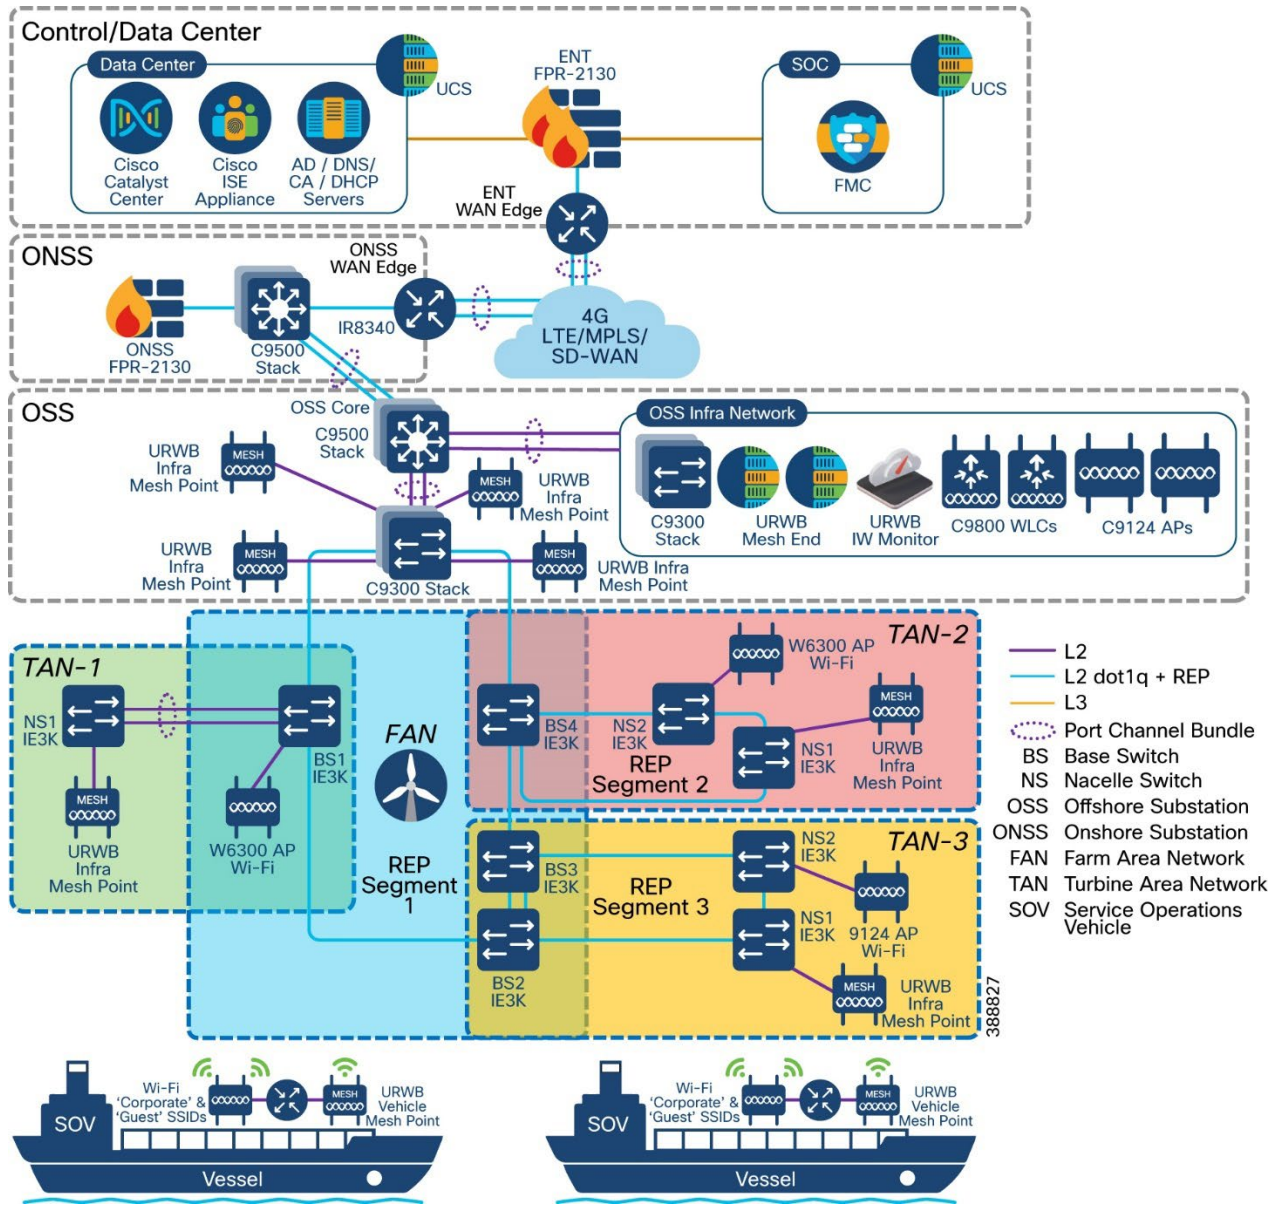 Control/Data Center
Data Center
UCS
Cisco
Catalyst
Center
Cisco
ISE
Appliance
AD / DNS/
CA / DHCP
Servers
ENT
FPR-2130
SOC
UCS
FMC
ENT
WAN Edge
ONSS
ONSS
WAN Edge
ONSS
FPR-2130
C9500
Stack
IR8340
4G
LTE/MPLS/
SD-WAN
OSS
OSS Core
C9500
Stack
URWB
Infra
Mesh Point
MESH
MESH
URWB
Infra
Mesh Point
URWB
Infra
Mesh Point
MESH
C9300 Stack
MESH
URWB Infra
Mesh Point
OSS Infra Network
C9300
Stack
URWB
Mesh End
URWB
IW Monitor
C9800 WLCs
C9124 APs
TAN-1
NS1
IE3K
BS1
IE3K
MESH
URWB
Infra
Mesh Point
W6300 AP
Wi-Fi
FAN
REP
Segment
1
TAN-2
W6300 AP
Wi-Fi
BS4
IE3K
NS2
IE3K
NS1
IE3K
MESH
URWB
Infra
Mesh Point
REP
Segment 2
TAN-3
BS3
IE3K
NS2
IE3K
REP
Segment 3
NS1
IE3K
9124 AP
Wi-Fi
BS2
IE3K
MESH
URWB
Infra
Mesh Point
L2
L2 dot1q + REP
L3
Port Channel Bundle
BS Base Switch
NS Nacelle Switch
OSS Offshore Substation
ONSS Onshore Substation
FAN Farm Area Network
TAN Turbine Area Network
SOV Service Operations
Vehicle
388827
SOV
Wi-Fi
'Corporate' &
'Guest' SSIDs
MESH
URWB
Vehicle
Mesh Point
Vessel
SOV
Wi-Fi
'Corporate' &
'Guest' SSIDs
MESH
URWB
Vehicle
Mesh Point
Vessel